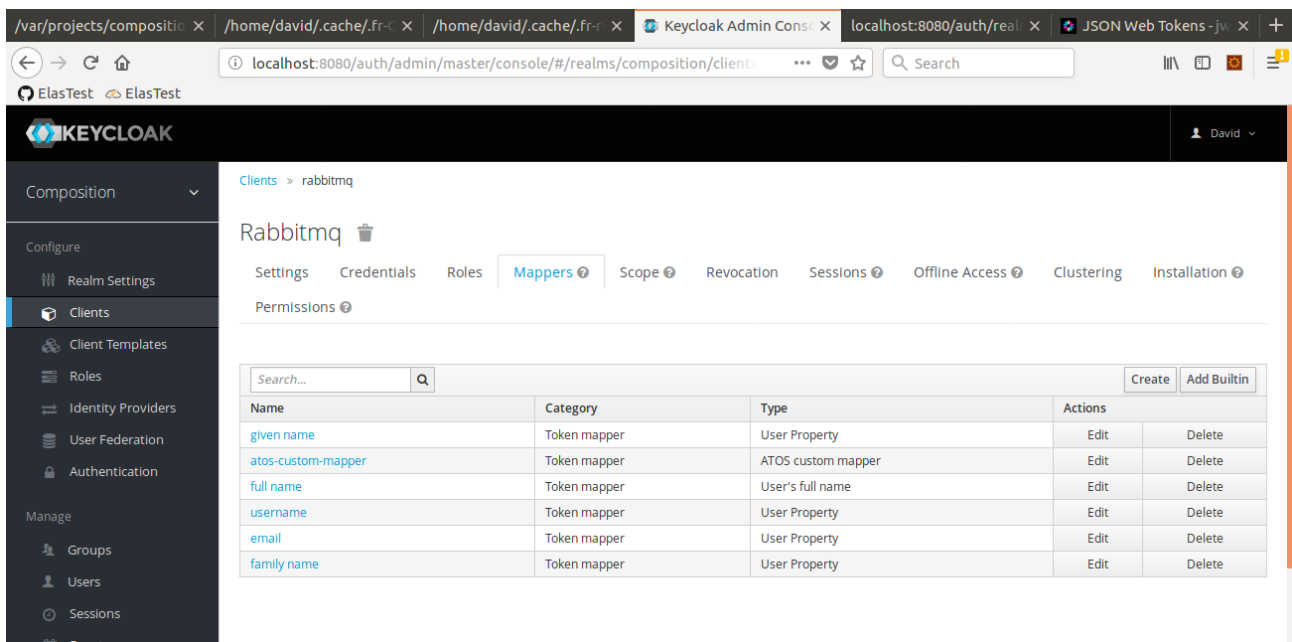 /var/projects/compositio
/home/david/.cache/.fr-C
/home/david/.cache/.fr-r
Keycloak Admin Conso
localhost:8080/auth/real
JSON Web Tokens - jw
localhost:8080/auth/admin/master/console/#/realms/composition/clients
Search
ElasTest
ElasTest
KEYCLOAK
David
Composition
Clients » rabbitmq
Rabbitmq
Configure
Settings Credentials Roles Mappers Scope Revocation Sessions Offline Access Clustering Installation
Realm Settings
Permissions
Clients
Client Templates
Roles
Identity Providers
User Federation
Authentication
Manage
Groups
Users
Sessions
Search...
Create Add Builtin
Name Category Type Actions
given name Token mapper User Property Edit Delete
atos-custom-mapper Token mapper ATOS custom mapper Edit Delete
full name Token mapper User's full name Edit Delete
username Token mapper User Property Edit Delete
email Token mapper User Property Edit Delete
family name Token mapper User Property Edit Delete